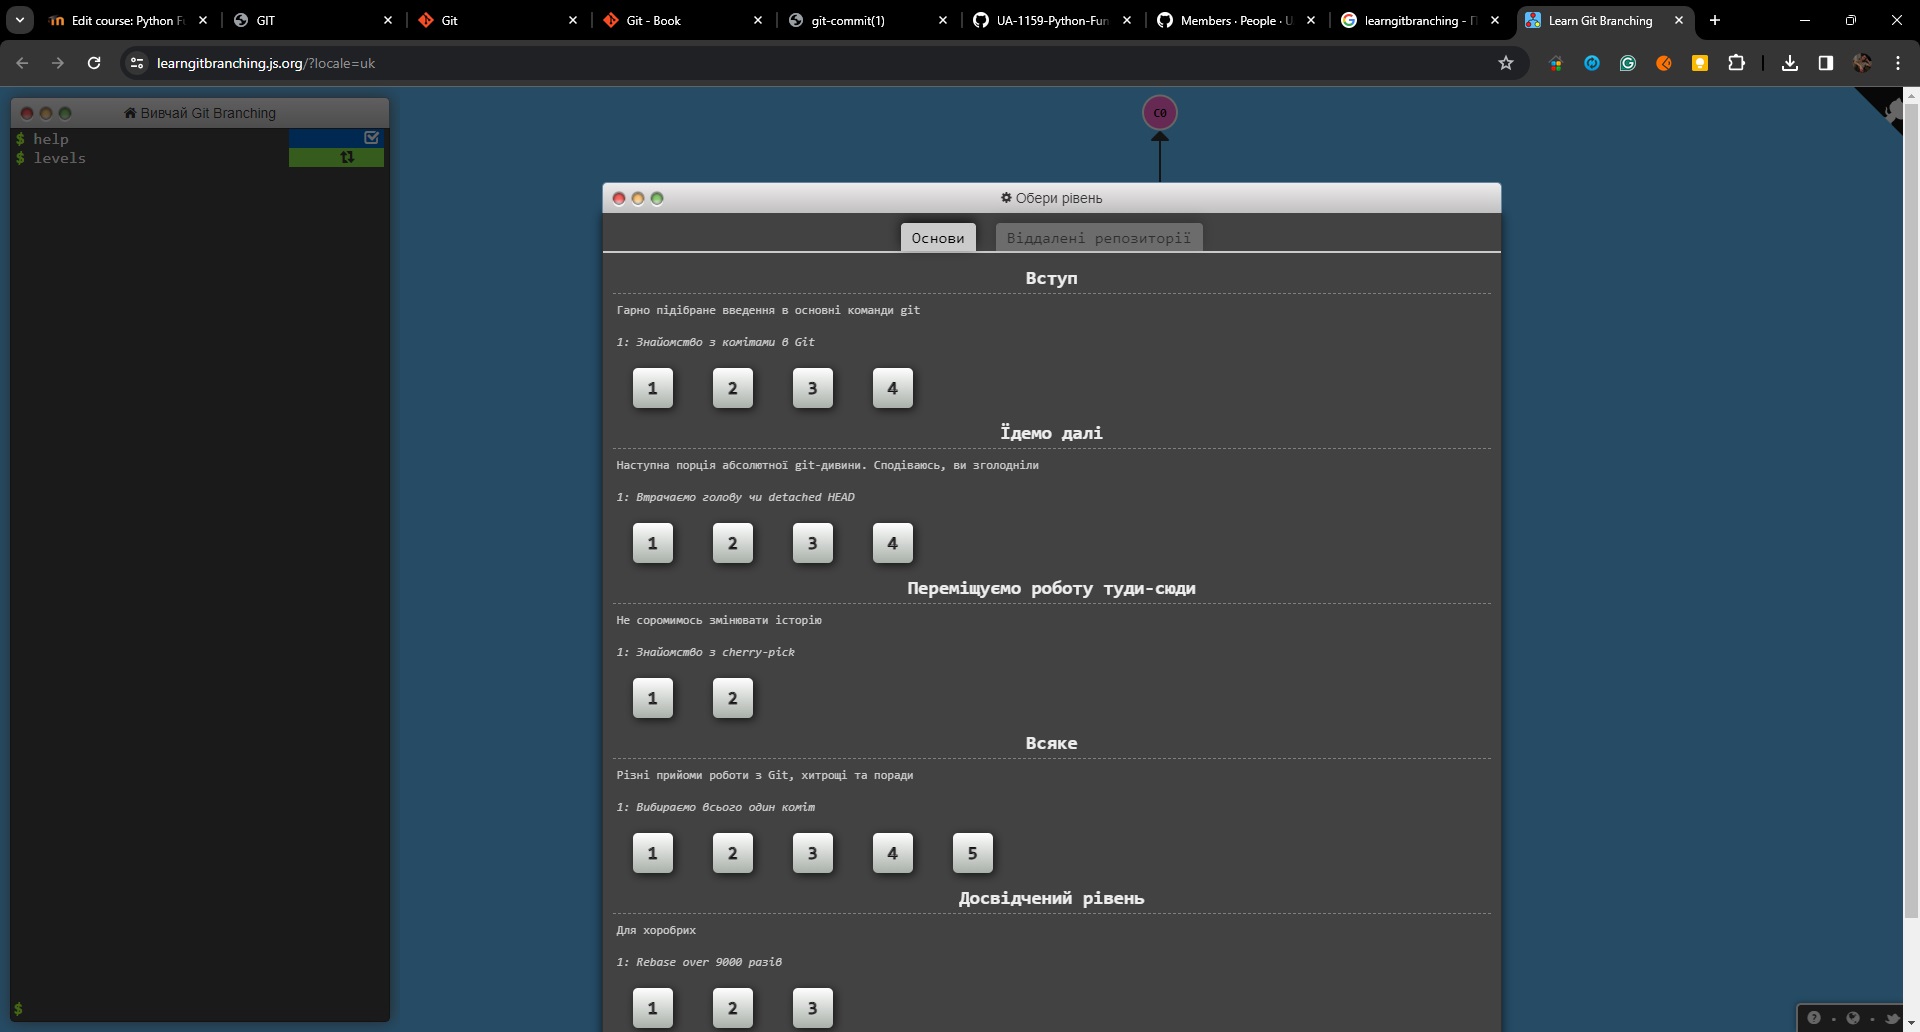 Edit course: Python Fu
GIT
Git
Git - Book
git-commit(1)
UA-1159-Python-Fun
Members · People · U
learngitbranching - П
Learn Git Branching
learngitbranching.js.org/?locale=uk
Вивчай Git Branching
$ help
$ levels
$
C0
Обери рівень
Основи
Віддалені репозиторії
Вступ
Гарно підібране введення в основні команди git
1: Знайомство з комітами в Git
1 2 3 4
Їдемо далі
Наступна порція абсолютної git-дивини. Сподіваюсь, ви зголодніли
1: Втрачаємо голову чи detached HEAD
1 2 3 4
Переміщуємо роботу туди-сюди
Не соромимось змінювати історію
1: Знайомство з cherry-pick
1 2
Всяке
Різні прийоми роботи з Git, хитрощі та поради
1: Вибираємо всього один коміт
1 2 3 4 5
Досвідчений рівень
Для хоробрих
1: Rebase over 9000 разів
1 2 3